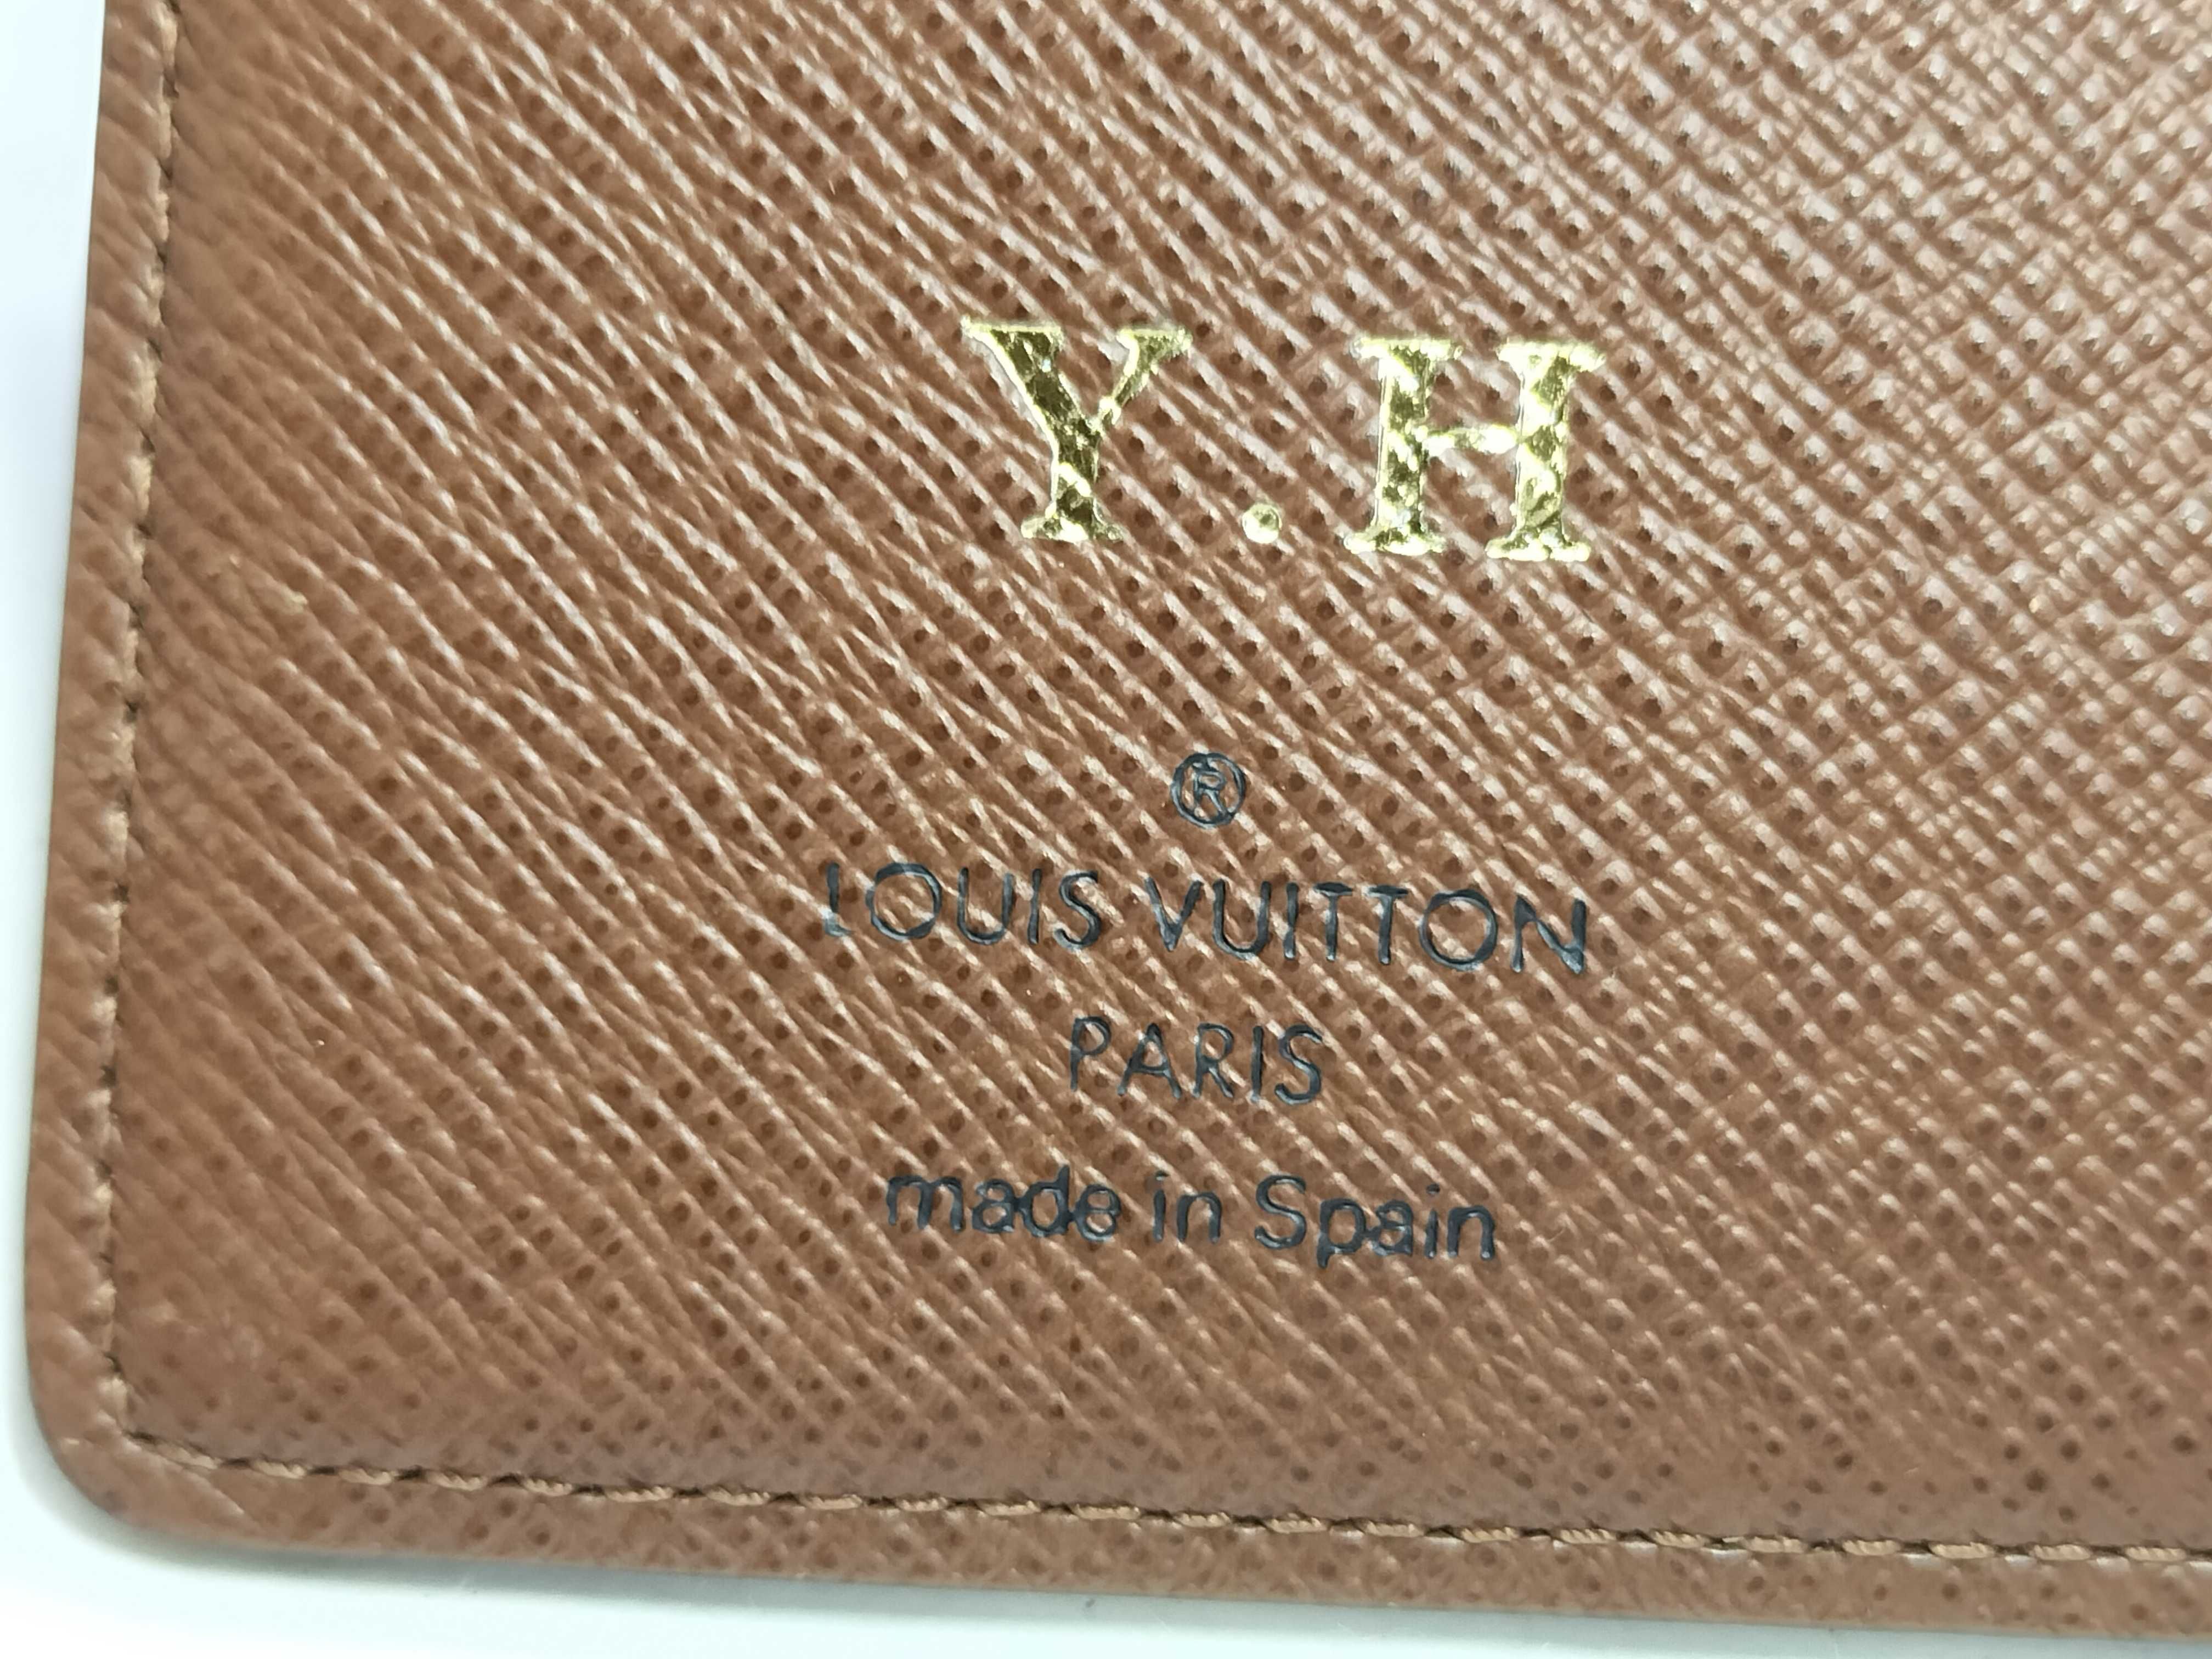 Y.H
®
LOUIS VUITTON
PARIS
made in Spain